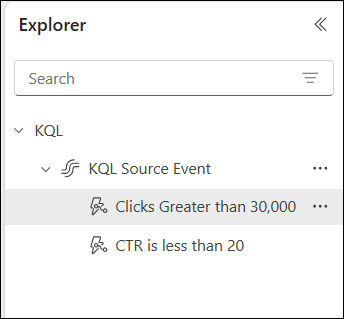 Explorer
Search
KQL
KQL Source Event
Clicks Greater than 30,000
CTR is less than 20